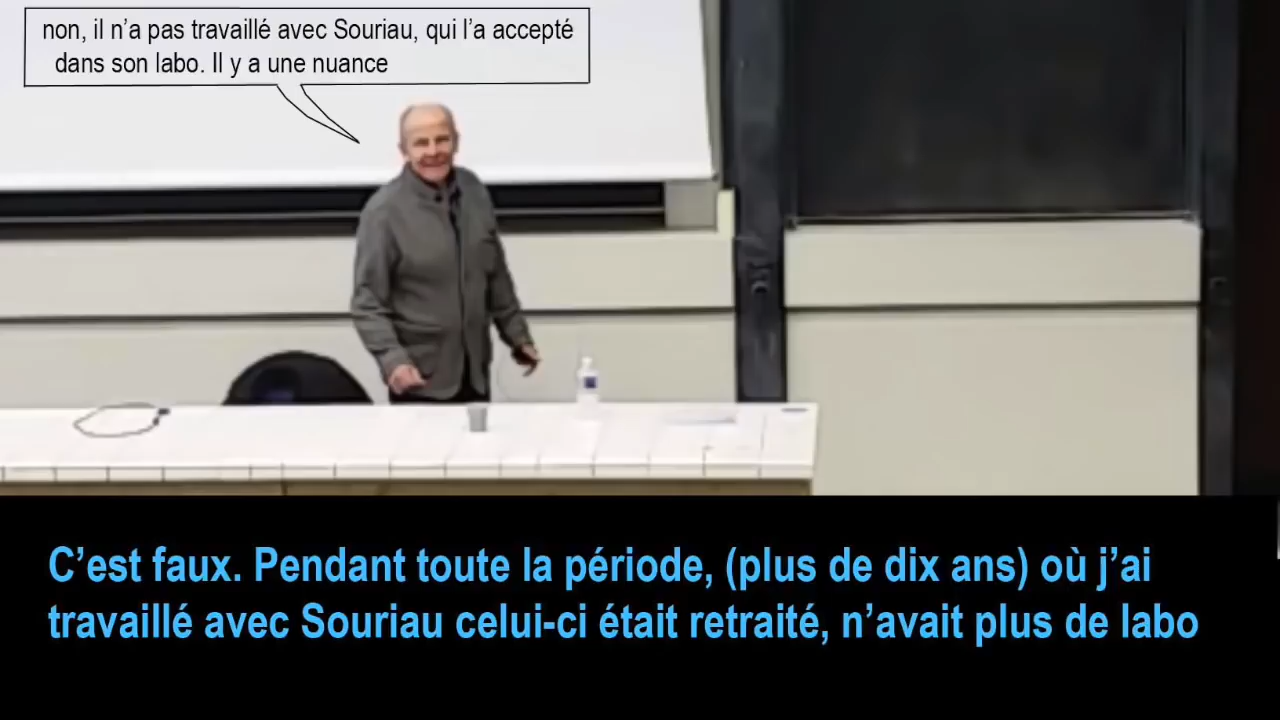 non, il n’a pas travaillé avec Souriau, qui l’a accepté
dans son labo. Il y a une nuance
C’est faux. Pendant toute la période, (plus de dix ans) où j’ai
travaillé avec Souriau celui-ci était retraité, n’avait plus de labo